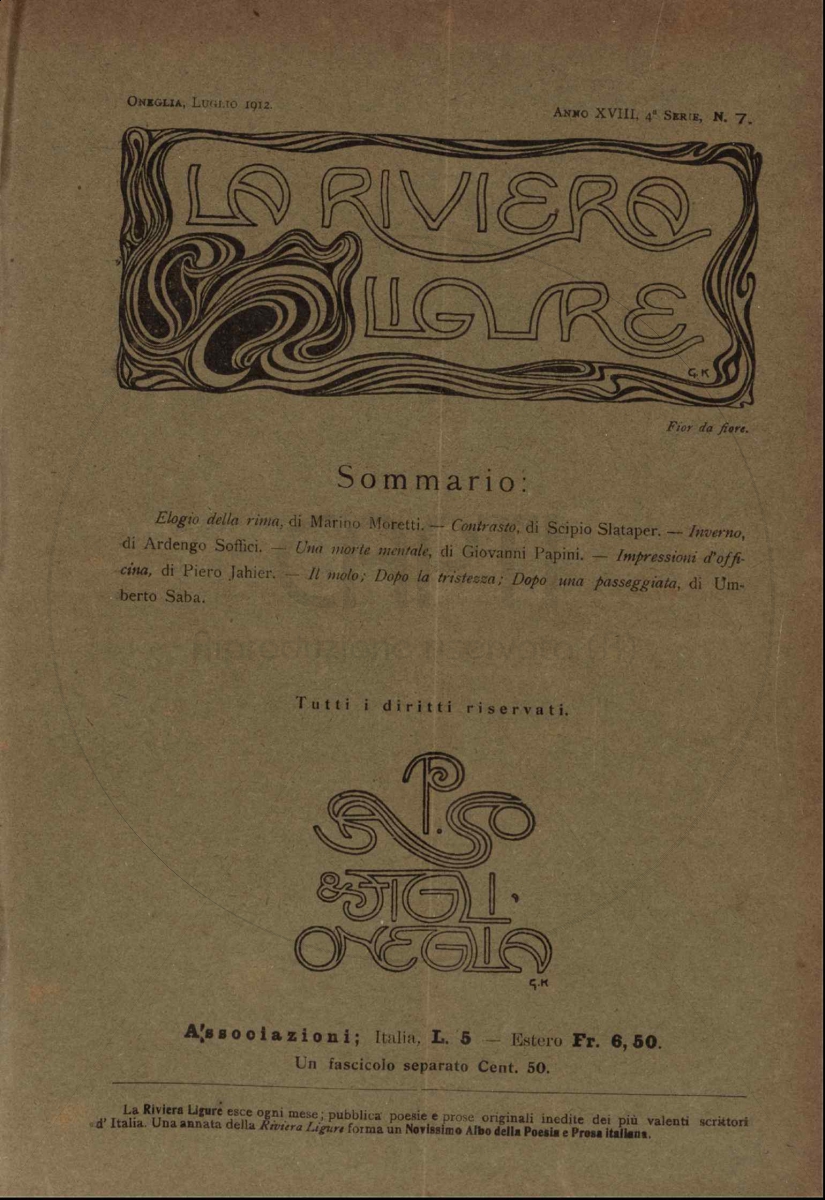 Oneglia, Luglio 1912.
Anno XVIII, 4ª Serie, N. 7.
LA RIVIERA
LIGURE
G K
Fior da fiore.
Sommario:
Elogio della rima, di Marino Moretti. — Contrasto, di Scipio Slataper. — Inverno,
di Ardengo Soffici. — Una morte mentale, di Giovanni Papini. — Impressioni d'offi-
cina, di Piero Jahier. — Il molo; Dopo la tristezza; Dopo una passeggiata, di Um-
berto Saba.
Tutti i diritti riservati.
P.
SASSO
& FIGLI
ONEGLIA
G.K
Associazioni; Italia, L. 5 — Estero Fr. 6,50.
Un fascicolo separato Cent. 50.
La Riviera Ligure esce ogni mese; pubblica poesie e prose originali inedite dei più valenti scrittori
d' Italia. Una annata della Riviera Ligure forma un Novissimo Albo della Poesia e Prosa italiana.